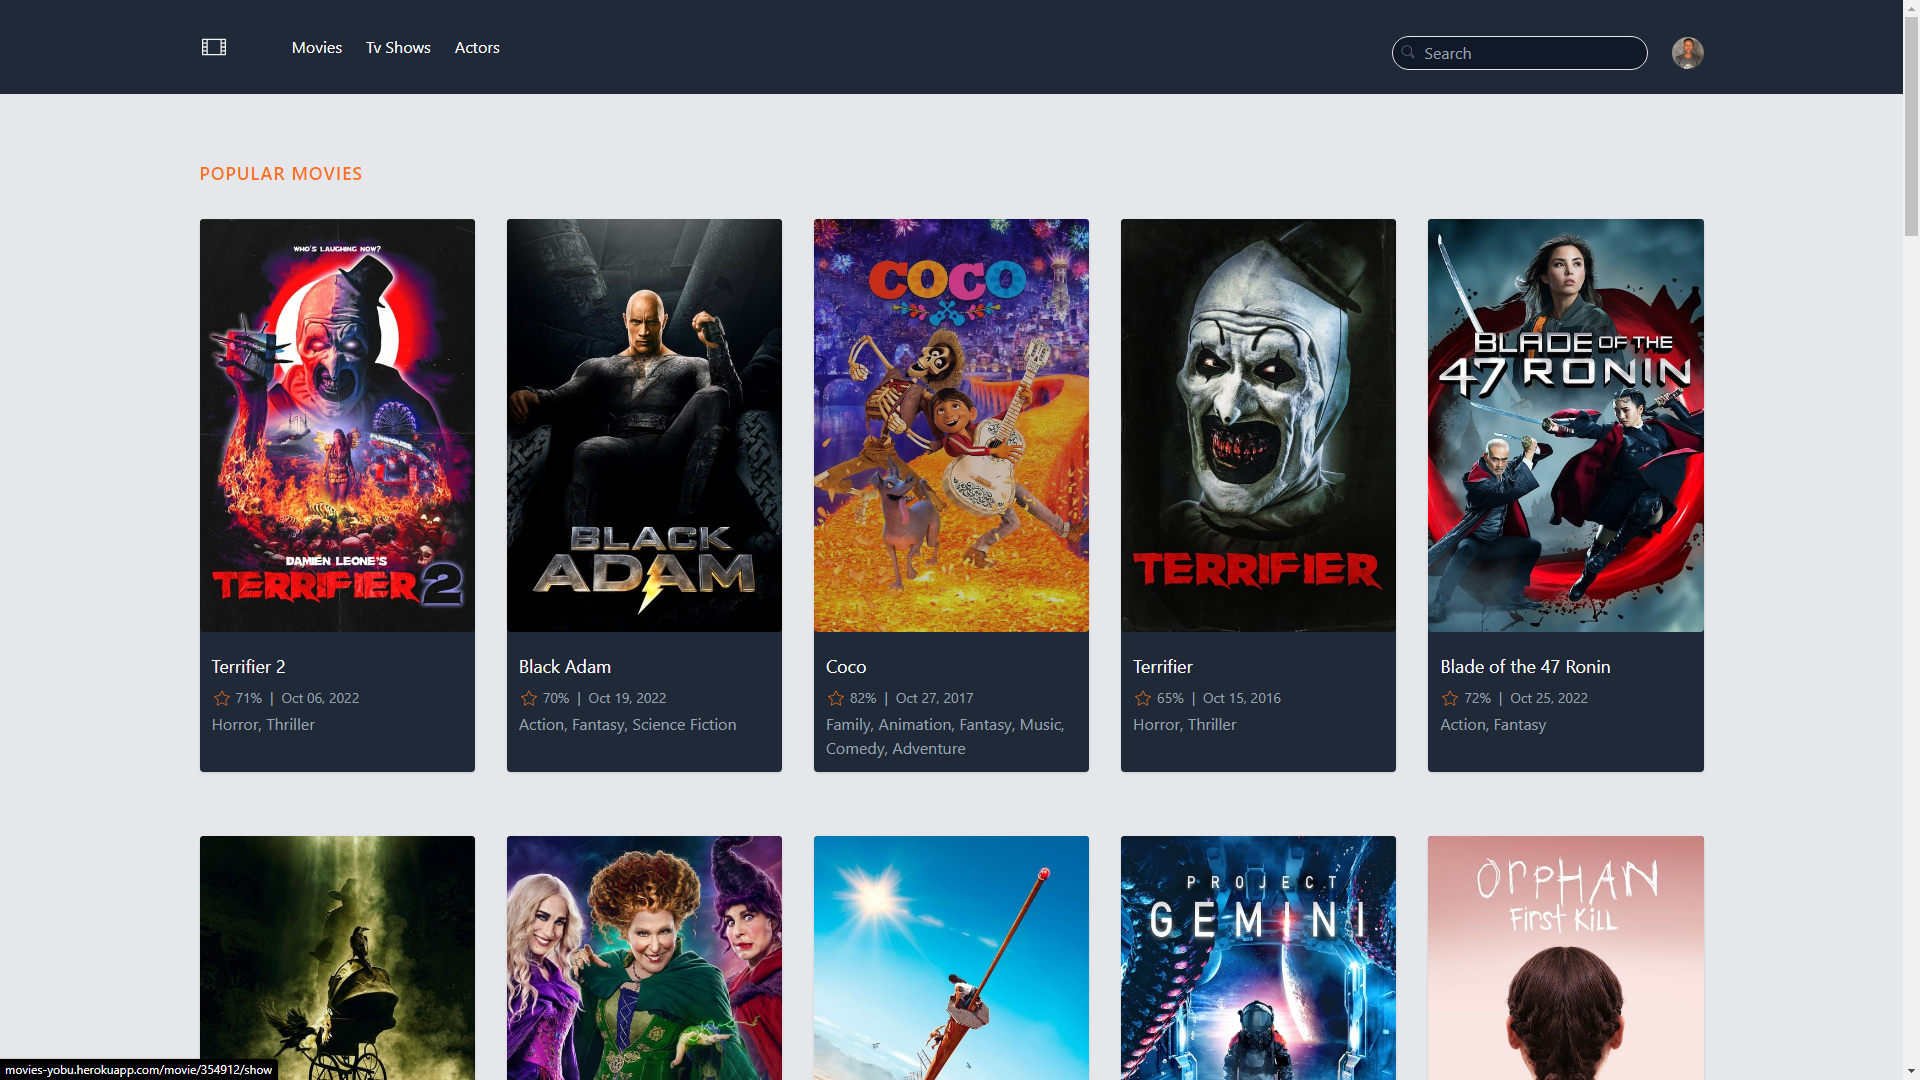 Movies Tv Shows Actors
Search
POPULAR MOVIES
WHO'S LAUGHING NOW?
FUNHOUSE
DAMIEN LEONE'S
TERRIFIER 2
BLACK
ADAM
COCO
TERRIFIER
BLADE OF THE
47 RONIN
Terrifier 2
71% | Oct 06, 2022
Horror, Thriller
Black Adam
70% | Oct 19, 2022
Action, Fantasy, Science Fiction
Coco
82% | Oct 27, 2017
Family, Animation, Fantasy, Music,
Comedy, Adventure
Terrifier
65% | Oct 15, 2016
Horror, Thriller
Blade of the 47 Ronin
72% | Oct 25, 2022
Action, Fantasy
PROJECT
GEMINI
ORPHAN
FIRST KILL
movies-yobu.herokuapp.com/movie/354912/show